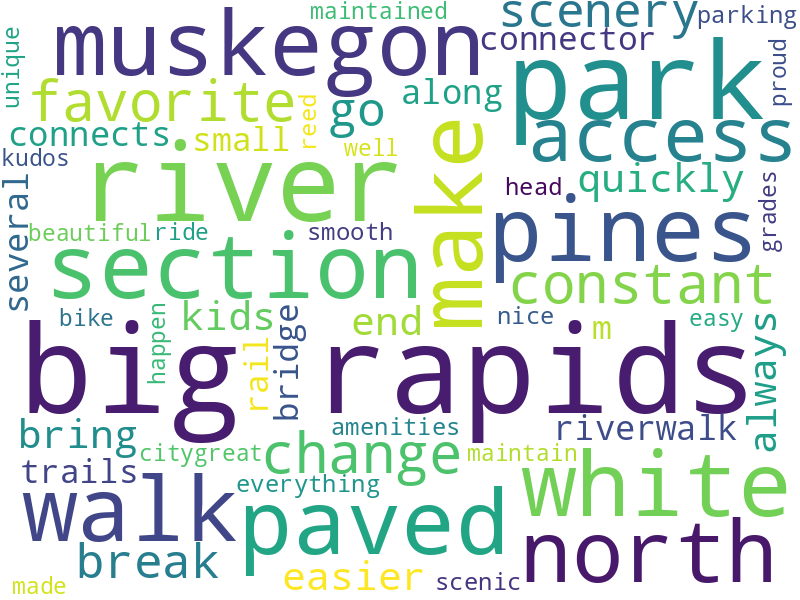 maintained
scenery
parking
unique
muskegon
connector
park
proud
favorite
reed
go
along
access
connects
small
well
make
kudos
river
head
quickly
several
pines
grades
beautiful
ride
section
smooth
constant
bike
happen
kids
rail
bridge
end
nice
m
easy
always
big rapids
bring
amenities
riverwalk
trails
citygreat
change
maintain
walk
everything
paved
white
break
north
made
easier
scenic